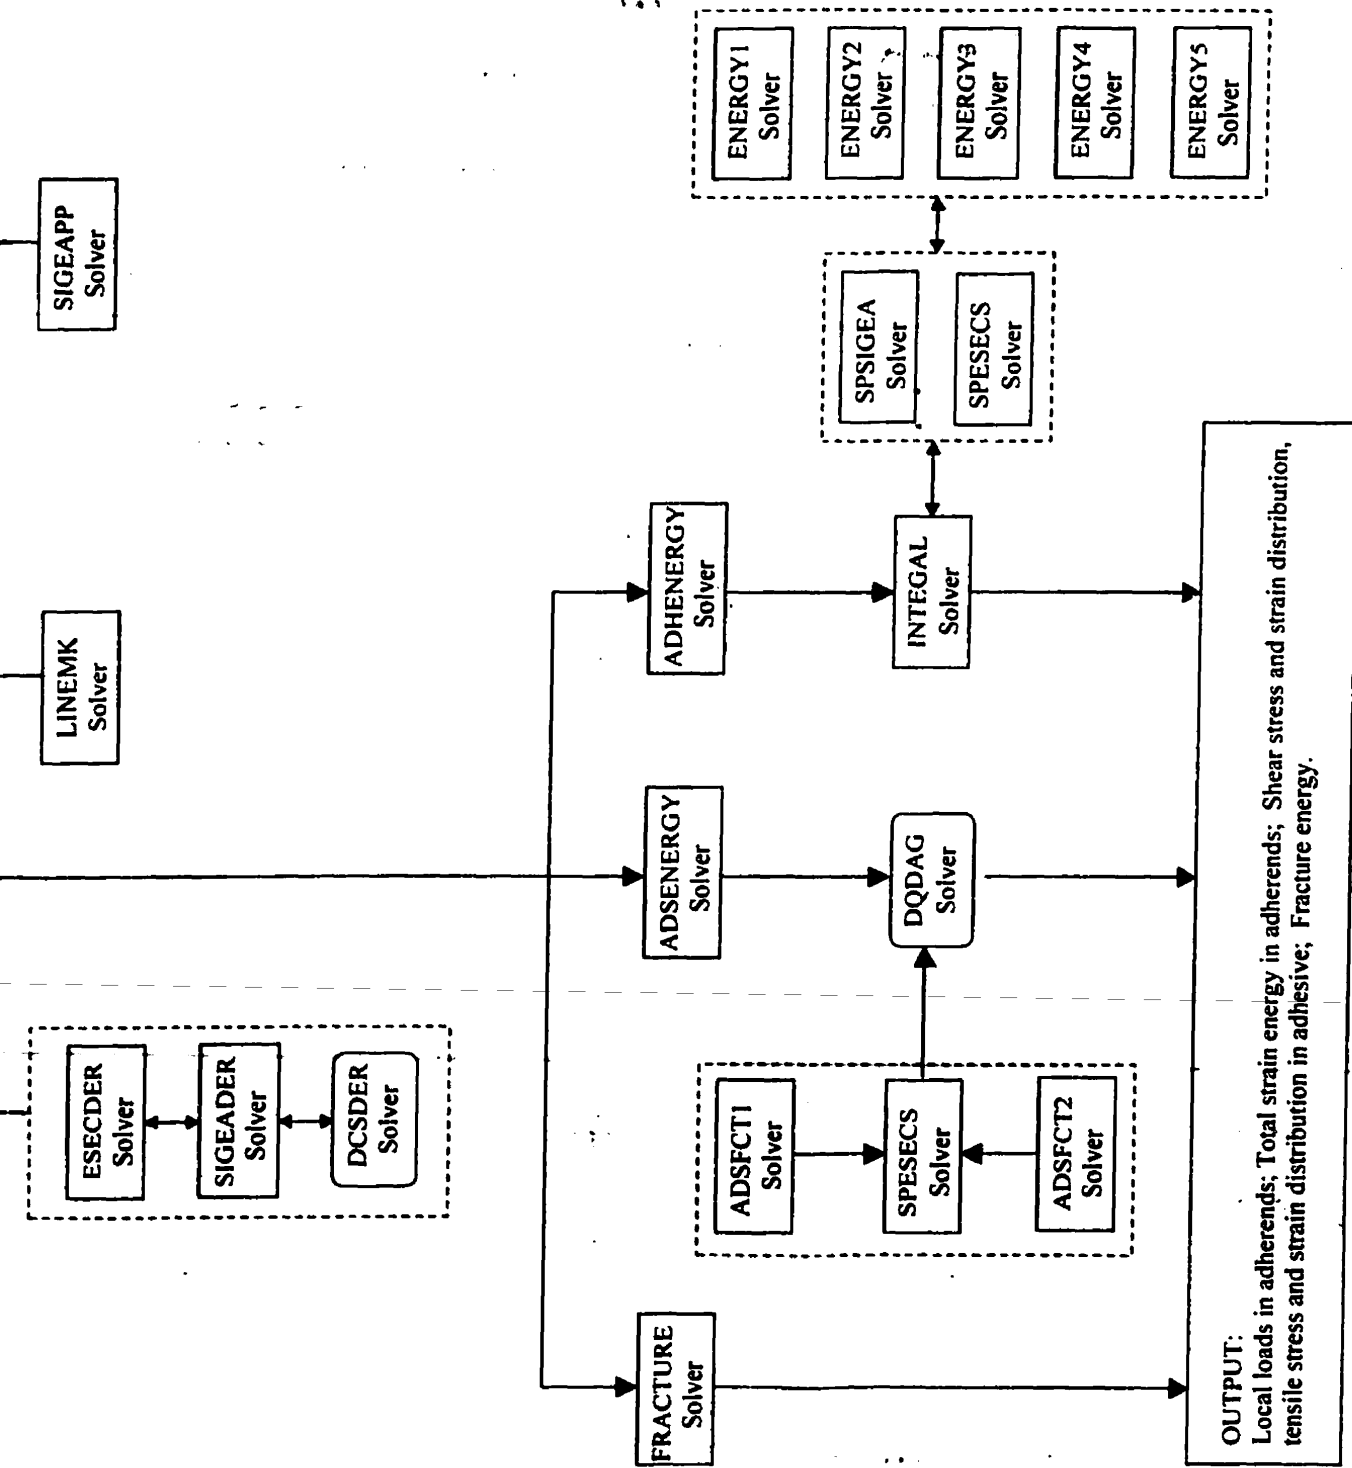 ESECDER
Solver
SIGEADER
Solver
DCSDER
Solver
LINEMK
Solver
SIGEAPP
Solver
FRACTURE
Solver
ADSENERGY
Solver
ADHENERGY
Solver
ADSFCT1
Solver
SPESECS
Solver
ADSFCT2
Solver
DQDAG
Solver
INTEGAL
Solver
SPSIGEA
Solver
SPESECS
Solver
ENERGY1
Solver
ENERGY2
Solver
ENERGY3
Solver
ENERGY4
Solver
ENERGY5
Solver
OUTPUT:
Local loads in adherends; Total strain energy in adherends; Shear stress and strain distribution,
tensile stress and strain distribution in adhesive; Fracture energy.